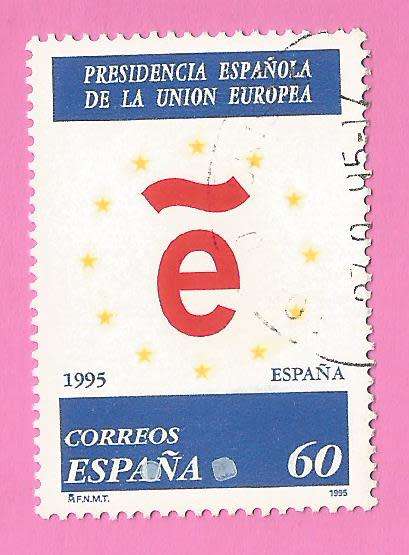 PRESIDENCIA ESPAÑOLA
DE LA UNION EUROPEA
ẽ
1995 ESPAÑA
CORREOS
ESPAÑA 60
F.N.M.T. 1995